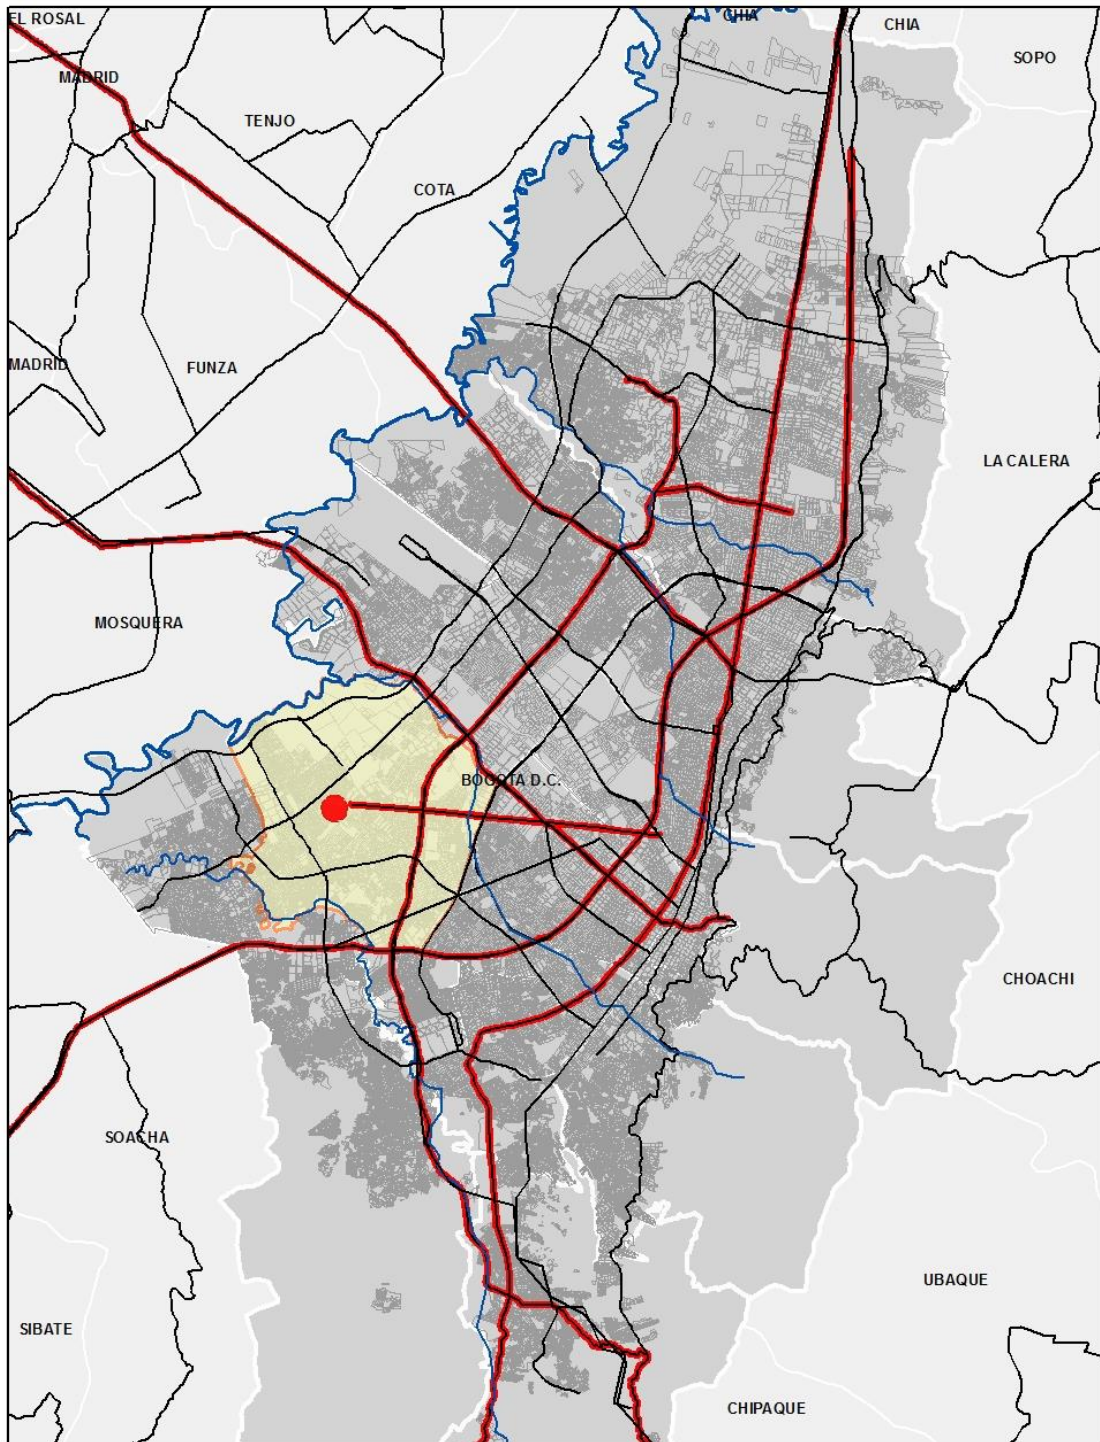 EL ROSAL
CHIA
CHIA
SOPO
MADRID
TENJO
COTA
MADRID
FUNZA
LA CALERA
MOSQUERA
BOGOTA D.C.
CHOACHI
SOACHA
UBAQUE
SIBATE
CHIPAQUE